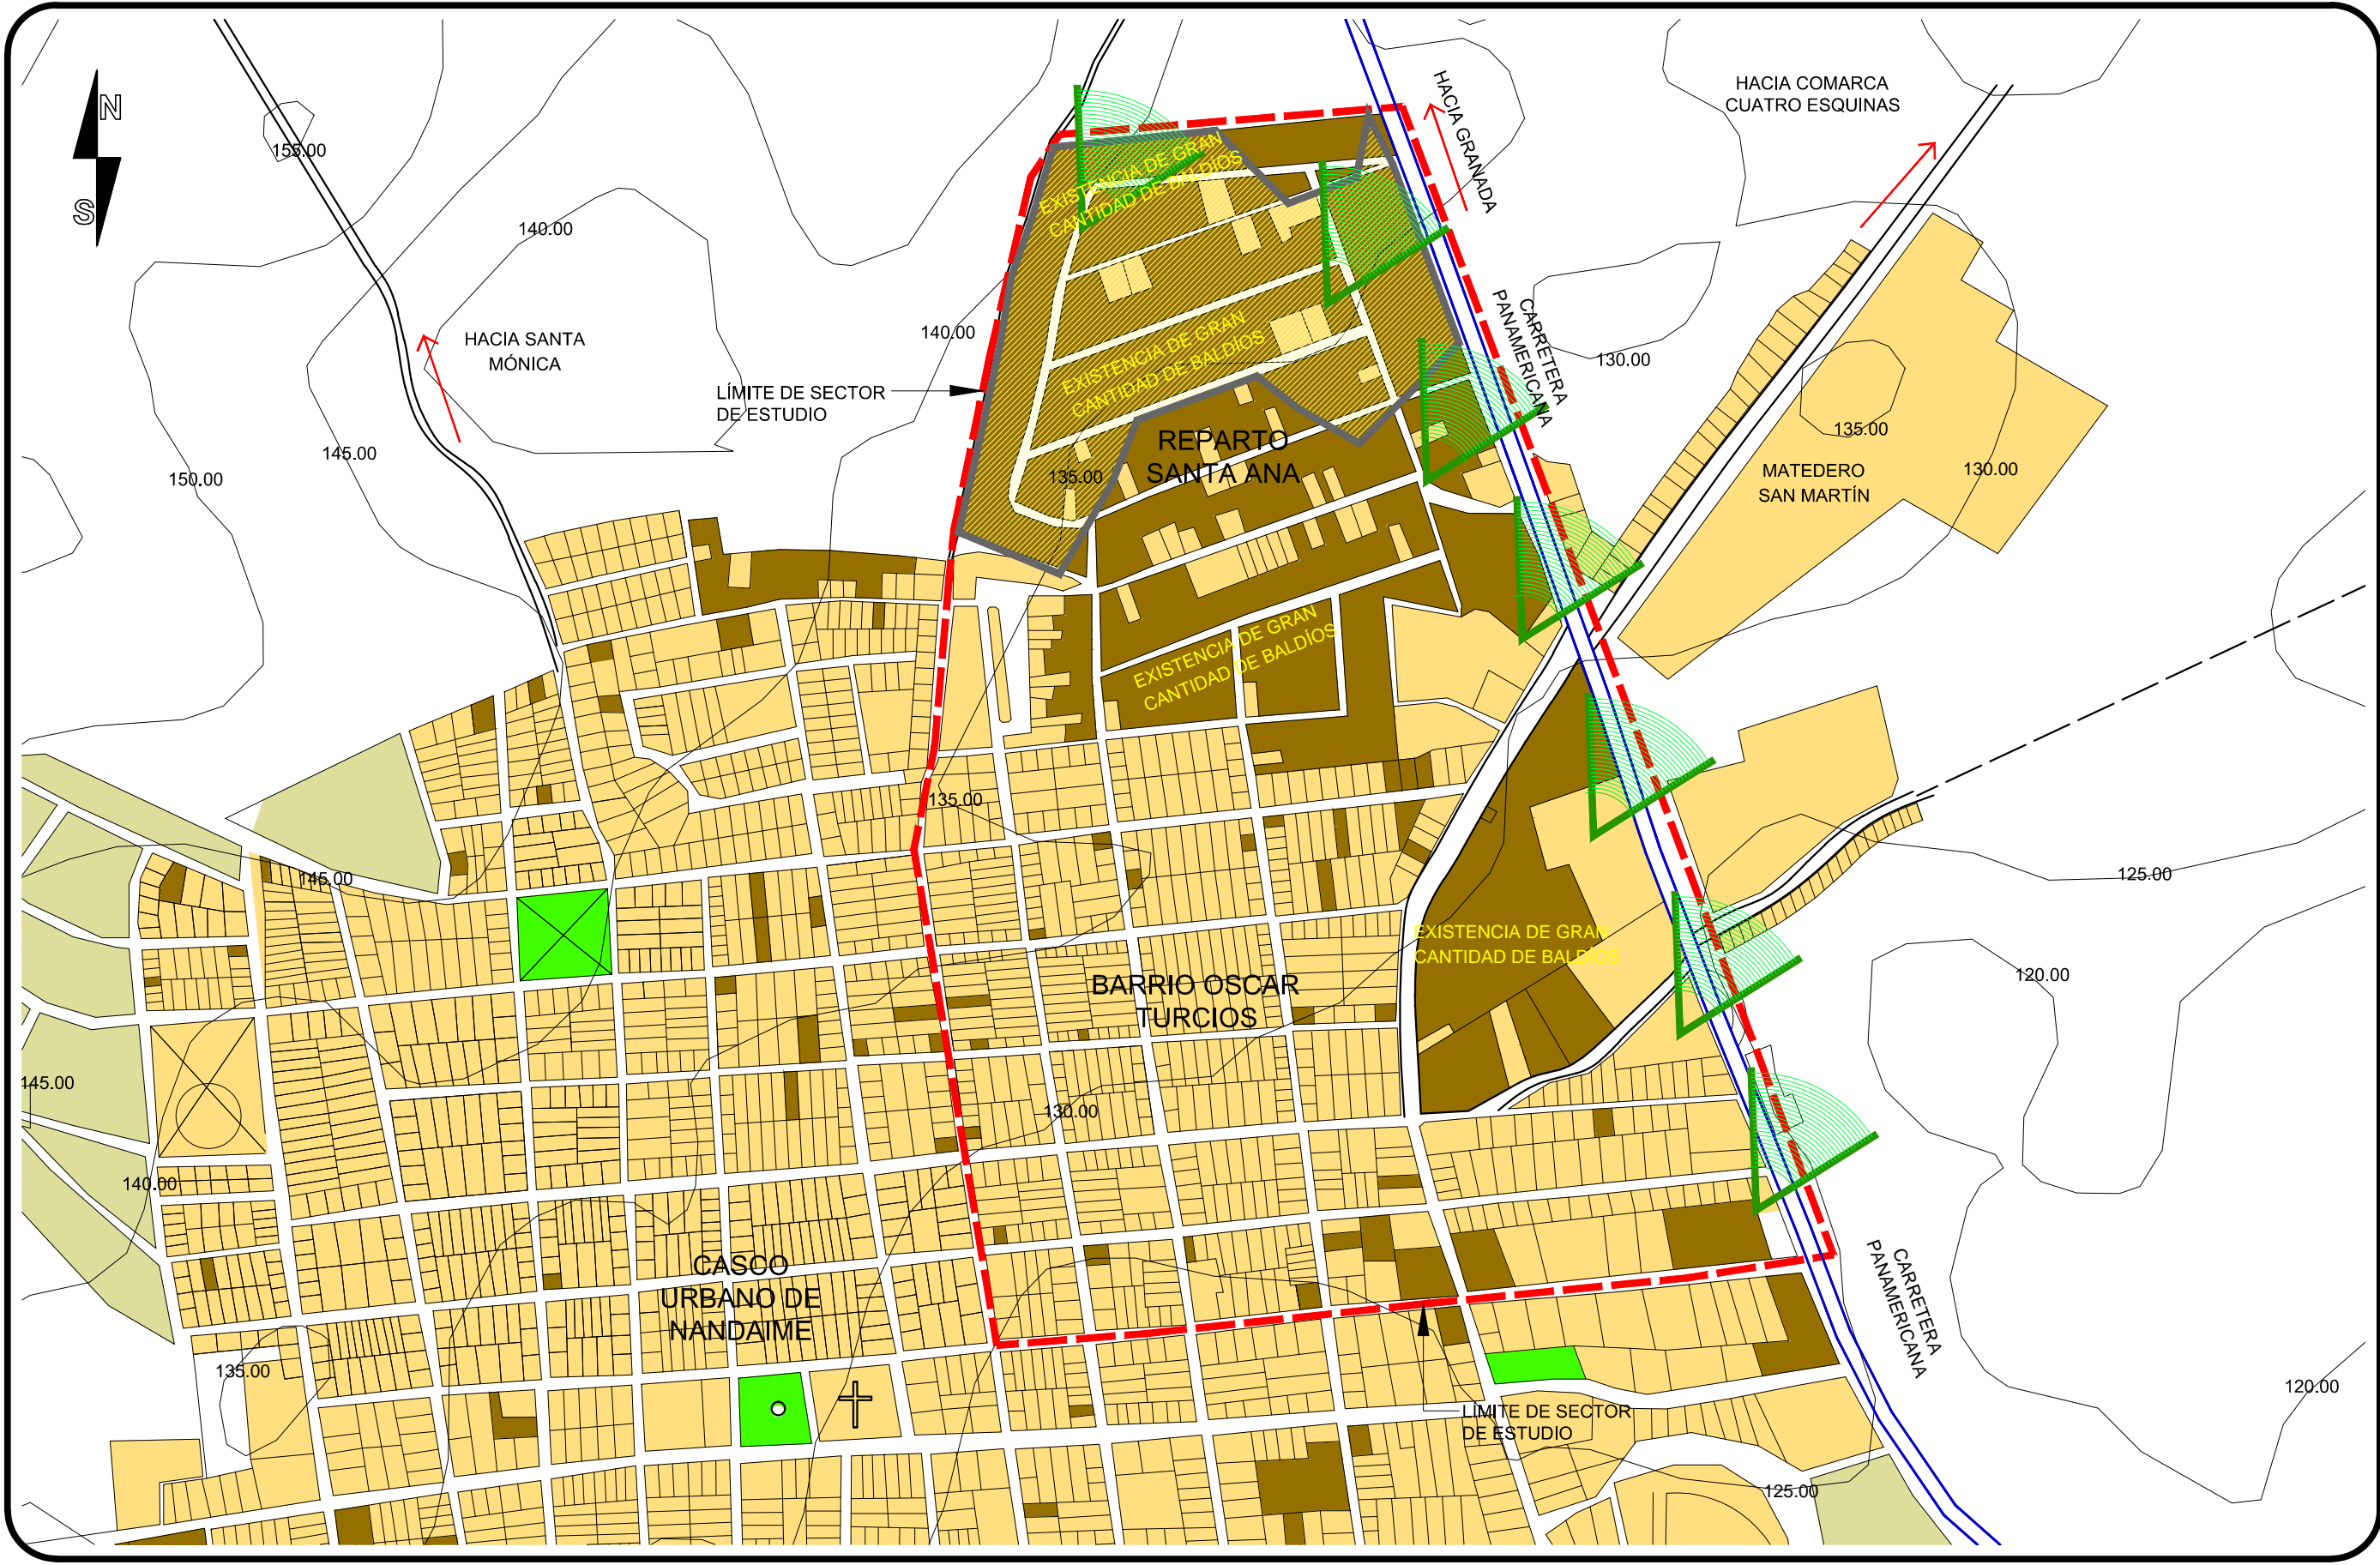 N
S
HACIA GRANADA
HACIA COMARCA
CUATRO ESQUINAS
155.00
EXISTENCIA DE GRAN
CANTIDAD DE BALDÍOS
140.00
HACIA SANTA
MÓNICA
140.00
CARRETERA
PANAMERICANA
130.00
EXISTENCIA DE GRAN
CANTIDAD DE BALDÍOS
LÍMITE DE SECTOR
DE ESTUDIO
135.00
REPARTO
SANTA ANA
145.00
150.00
135.00
MATEDERO
SAN MARTÍN
130.00
EXISTENCIA DE GRAN
CANTIDAD DE BALDÍOS
135.00
145.00
125.00
EXISTENCIA DE GRAN
CANTIDAD DE BALDÍOS
120.00
BARRIO OSCAR
TURCIOS
145.00
130.00
140.00
CASCO
URBANO DE
NANDAIME
CARRETERA
PANAMERICANA
135.00
120.00
LÍMITE DE SECTOR
DE ESTUDIO
125.00